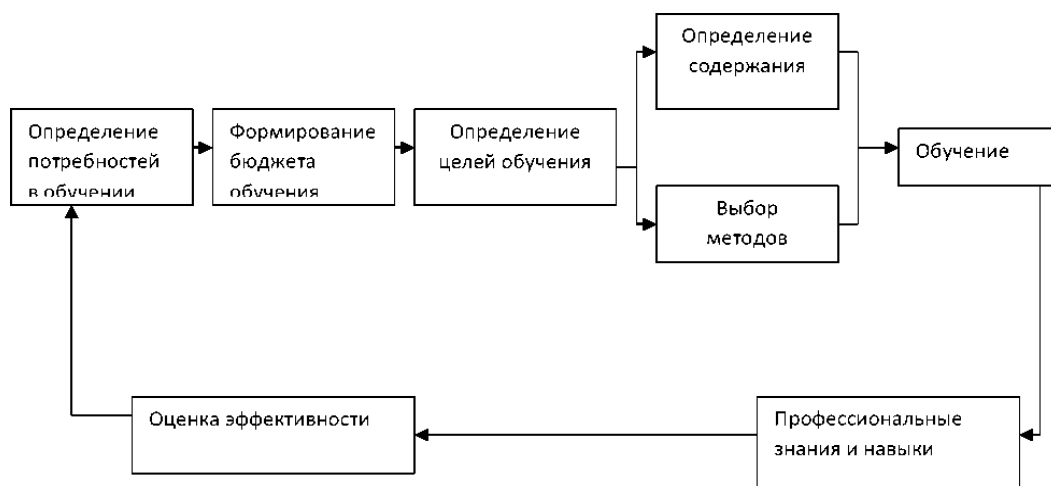 Определение
потребностей
в обучении
Формирование
бюджета
обучения
Определение
целей обучения
Определение
содержания
Выбор
методов
Обучение
Оценка эффективности
Профессиональные
знания и навыки